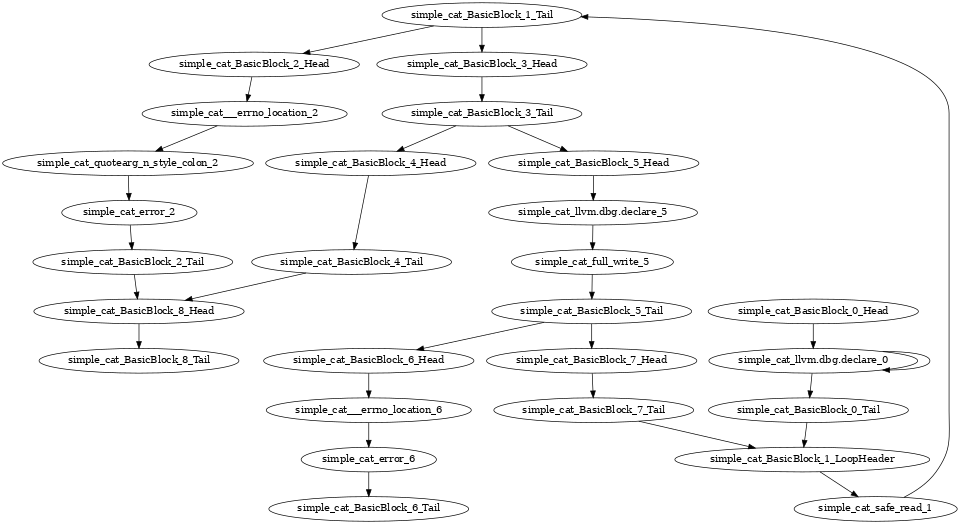 simple_cat_BasicBlock_1_Tail
simple_cat_BasicBlock_2_Head
simple_cat_BasicBlock_3_Head
simple_cat___errno_location_2
simple_cat_BasicBlock_3_Tail
simple_cat_quotearg_n_style_colon_2
simple_cat_BasicBlock_4_Head
simple_cat_BasicBlock_5_Head
simple_cat_error_2
simple_cat_llvm.dbg.declare_5
simple_cat_BasicBlock_2_Tail
simple_cat_BasicBlock_4_Tail
simple_cat_full_write_5
simple_cat_BasicBlock_8_Head
simple_cat_BasicBlock_5_Tail
simple_cat_BasicBlock_0_Head
simple_cat_BasicBlock_8_Tail
simple_cat_BasicBlock_6_Head
simple_cat_BasicBlock_7_Head
simple_cat_llvm.dbg.declare_0
simple_cat___errno_location_6
simple_cat_BasicBlock_7_Tail
simple_cat_BasicBlock_0_Tail
simple_cat_error_6
simple_cat_BasicBlock_1_LoopHeader
simple_cat_BasicBlock_6_Tail
simple_cat_safe_read_1